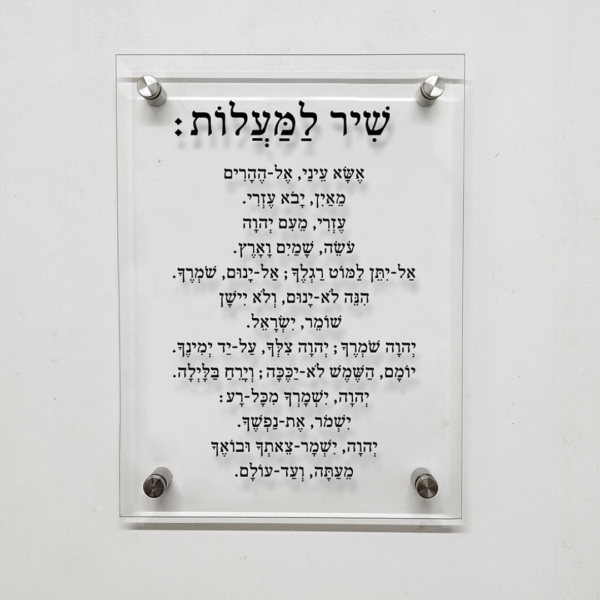 שִׁיר לַמַּעֲלוֹת:
אֶשָּׂא עֵינַי, אֶל-הֶהָרִים
מֵאַיִן, יָבֹא עֶזְרִי.
עֶזְרִי, מֵעִם יְהוָה
עֹשֵׂה, שָׁמַיִם וָאָרֶץ.
אַל-יִתֵּן לַמּוֹט רַגְלֶךָ; אַל-יָנוּם, שֹׁמְרֶךָ.
הִנֵּה לֹא-יָנוּם, וְלֹא יִישָׁן
שׁוֹמֵר, יִשְׂרָאֵל.
יְהוָה שֹׁמְרֶךָ; יְהוָה צִלְּךָ, עַל-יַד יְמִינֶךָ.
יוֹמָם, הַשֶּׁמֶשׁ לֹא-יַכֶּכָּה; וְיָרֵחַ בַּלָּיְלָה.
יְהוָה, יִשְׁמָרְךָ מִכָּל-רָע:
יִשְׁמֹר, אֶת-נַפְשֶׁךָ.
יְהוָה, יִשְׁמָר-צֵאתְךָ וּבוֹאֶךָ
מֵעַתָּה, וְעַד-עוֹלָם.